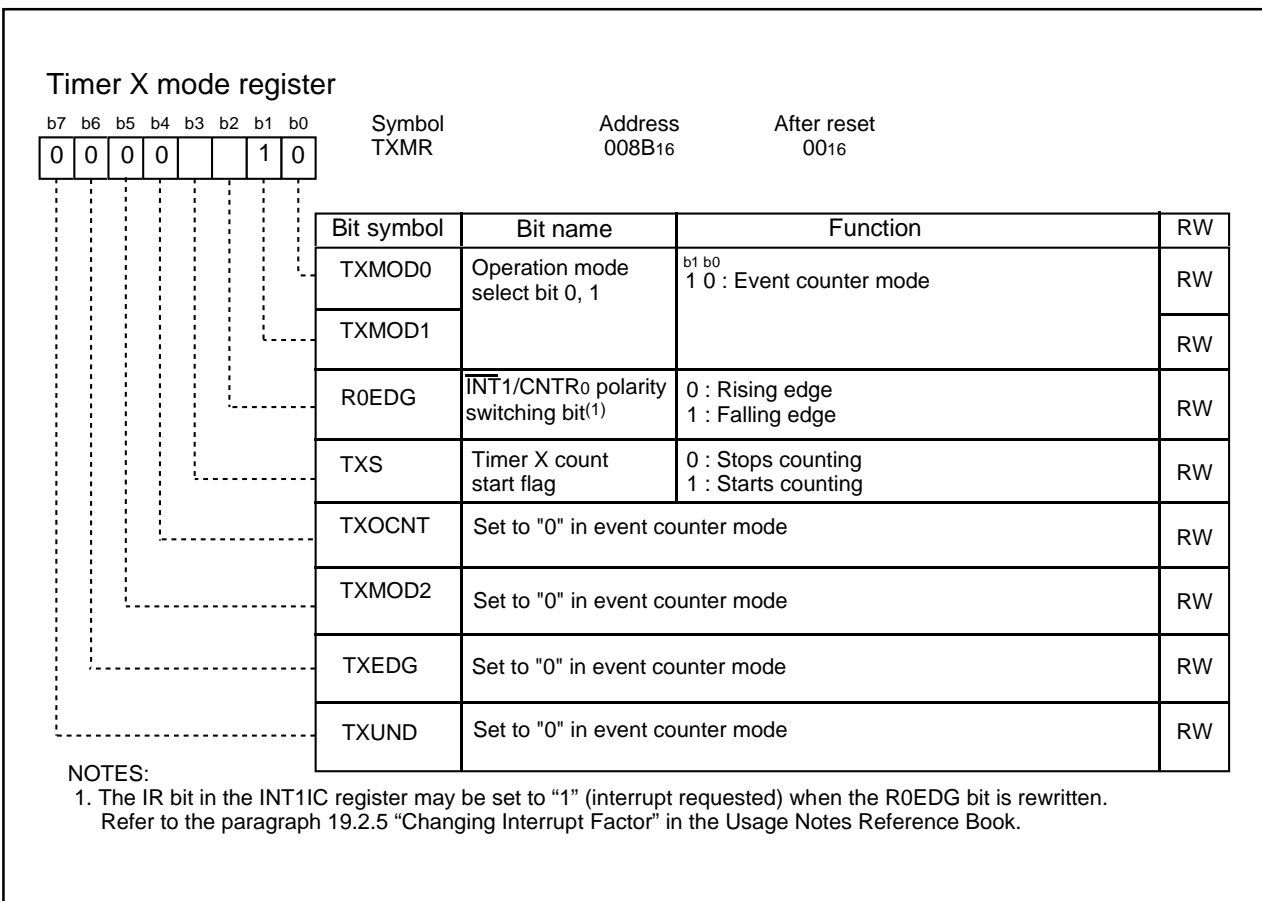 Timer X mode register
b7 b6 b5 b4 b3 b2 b1 b0
Symbol Address After reset
TXMR 008B16 0016
0 0 0 0 1 0
Bit symbol Bit name Function RW
TXMOD0 Operation mode select bit 0, 1 b1 b0
1 0 : Event counter mode RW
TXMOD1 RW
R0EDG INT1/CNTR0 polarity switching bit(1) 0 : Rising edge
1 : Falling edge RW
TXS Timer X count start flag 0 : Stops counting
1 : Starts counting RW
TXOCNT Set to "0" in event counter mode RW
TXMOD2 Set to "0" in event counter mode RW
TXEDG Set to "0" in event counter mode RW
TXUND Set to "0" in event counter mode RW
NOTES:
1. The IR bit in the INT1IC register may be set to “1” (interrupt requested) when the R0EDG bit is rewritten.
Refer to the paragraph 19.2.5 “Changing Interrupt Factor” in the Usage Notes Reference Book.